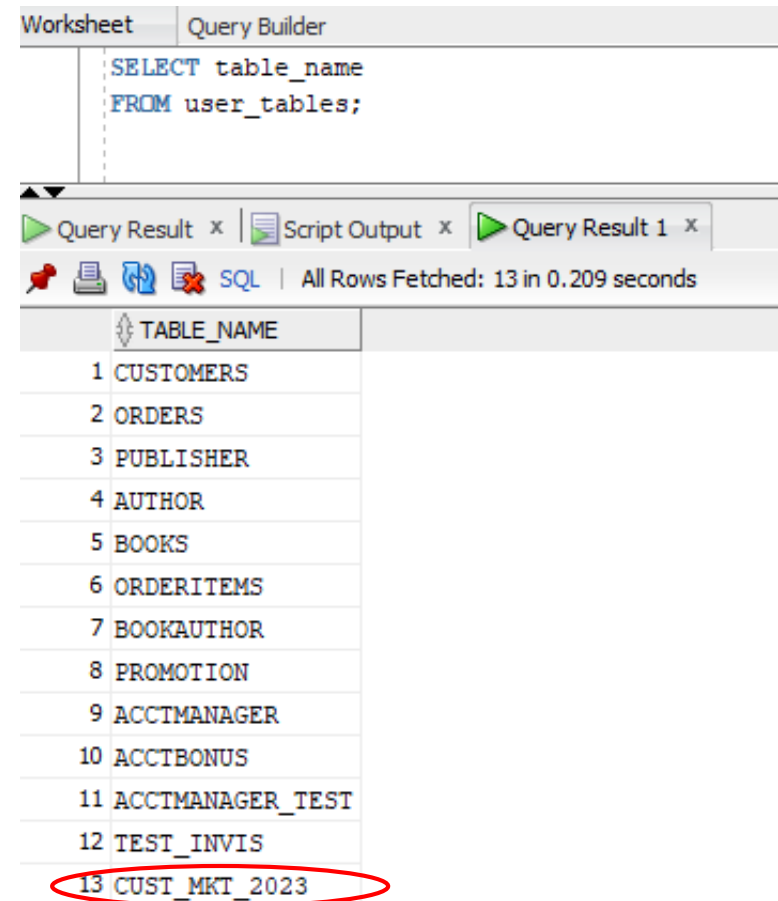 Worksheet Query Builder
SELECT table_name
FROM user_tables;
Query Result x Script Output x Query Result 1 x
SQL | All Rows Fetched: 13 in 0.209 seconds
TABLE_NAME
1 CUSTOMERS
2 ORDERS
3 PUBLISHER
4 AUTHOR
5 BOOKS
6 ORDERITEMS
7 BOOKAUTHOR
8 PROMOTION
9 ACCTMANAGER
10 ACCTBONUS
11 ACCTMANAGER_TEST
12 TEST_INVIS
13 CUST_MKT_2023